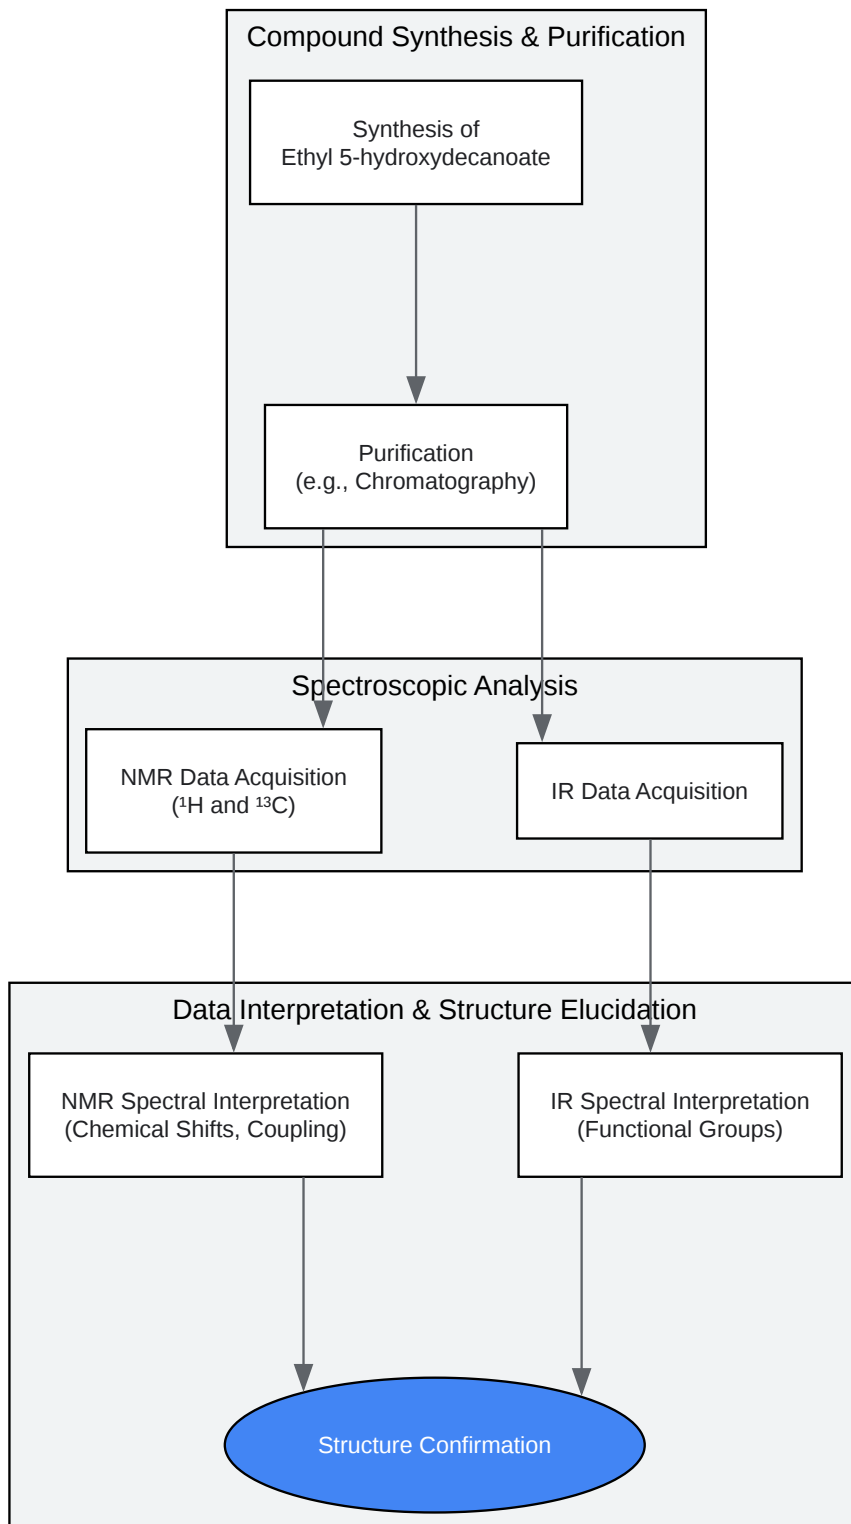 Compound Synthesis & Purification
Synthesis of
Ethyl 5-hydroxydecanoate
Purification
(e.g., Chromatography)
Spectroscopic Analysis
NMR Data Acquisition
(¹H and ¹³C)
IR Data Acquisition
Data Interpretation & Structure Elucidation
NMR Spectral Interpretation
(Chemical Shifts, Coupling)
IR Spectral Interpretation
(Functional Groups)
Structure Confirmation